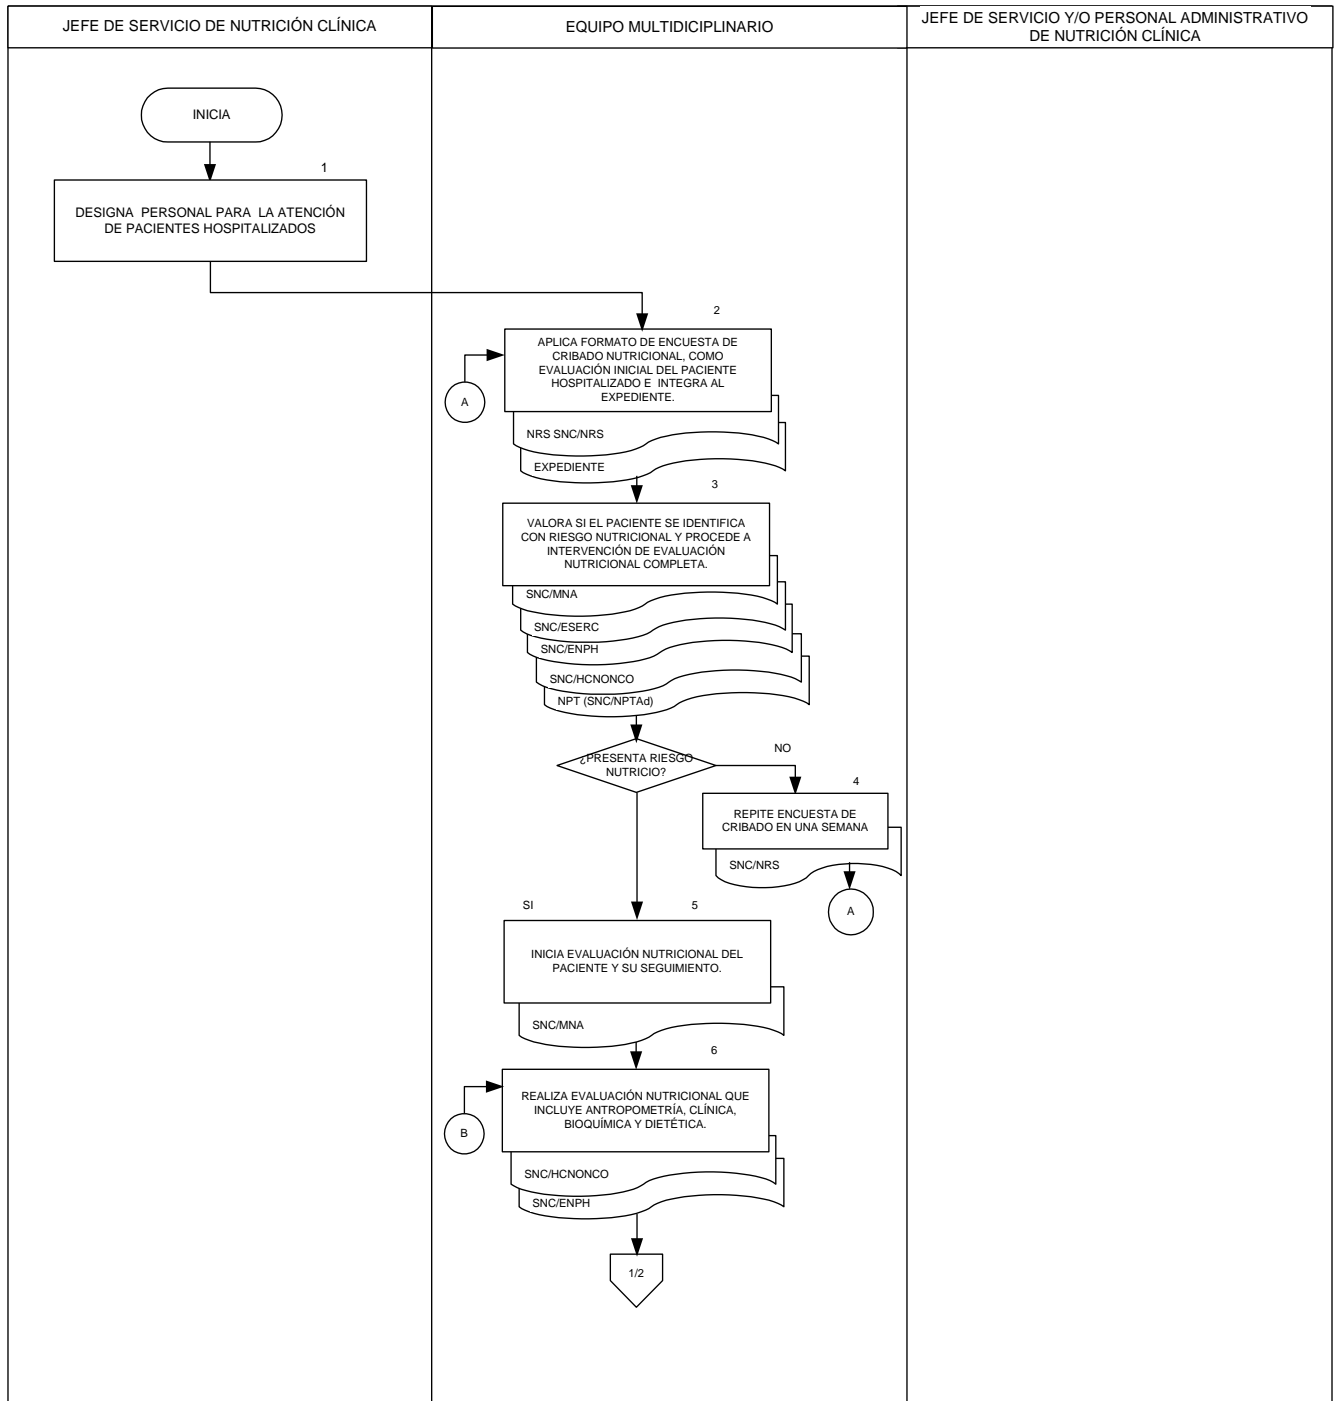 JEFE DE SERVICIO DE NUTRICIÓN CLÍNICA
EQUIPO MULTIDICIPLINARIO
JEFE DE SERVICIO Y/O PERSONAL ADMINISTRATIVO
DE NUTRICIÓN CLÍNICA
INICIA
1
DESIGNA PERSONAL PARA LA ATENCIÓN
DE PACIENTES HOSPITALIZADOS
2
APLICA FORMATO DE ENCUESTA DE
CRIBADO NUTRICIONAL, COMO
EVALUACIÓN INICIAL DEL PACIENTE
HOSPITALIZADO E INTEGRA AL
EXPEDIENTE.
A
NRS SNC/NRS
EXPEDIENTE
3
VALORA SI EL PACIENTE SE IDENTIFICA
CON RIESGO NUTRICIONAL Y PROCEDE A
INTERVENCIÓN DE EVALUACIÓN
NUTRICIONAL COMPLETA.
SNC/MNA
SNC/ESERC
SNC/ENPH
SNC/HCNONCO
NPT (SNC/NPTAd)
¿PRESENTA RIESGO
NUTRICIO?
NO
4
REPITE ENCUESTA DE
CRIBADO EN UNA SEMANA
SNC/NRS
A
SI
5
INICIA EVALUACIÓN NUTRICIONAL DEL
PACIENTE Y SU SEGUIMIENTO.
SNC/MNA
6
REALIZA EVALUACIÓN NUTRICIONAL QUE
INCLUYE ANTROPOMETRÍA, CLÍNICA,
BIOQUÍMICA Y DIETÉTICA.
B
SNC/HCNONCO
SNC/ENPH
1/2